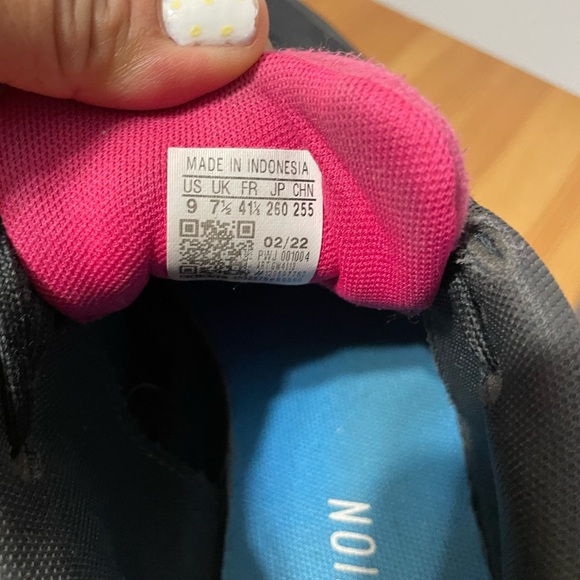 MADE IN INDONESIA
US UK FR JP CHN
9 7½ 41⅓ 260 255
02/22
PWJ 001004
ION